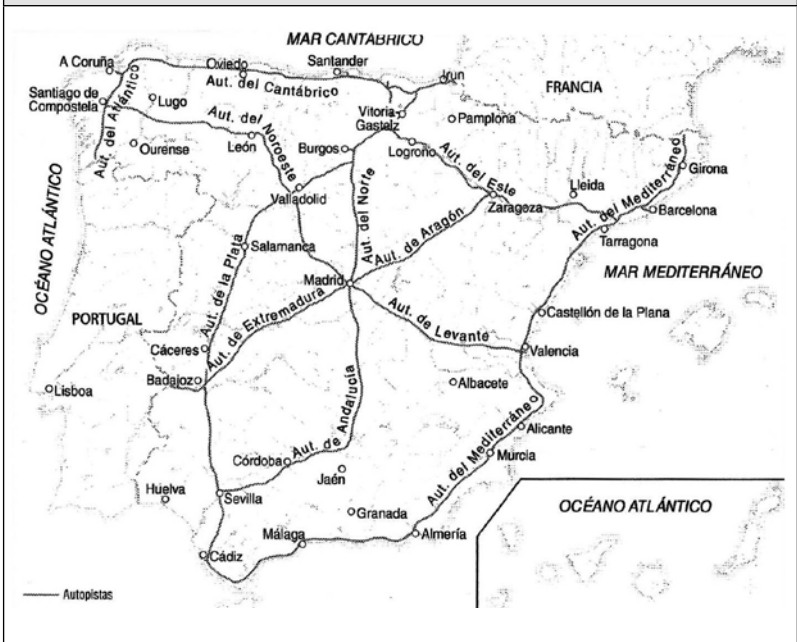 MAR CANTÁBRICO
A Coruña
Oviedo
Santander
Irun
FRANCIA
Aut. del Cantábrico
Santiago de
Compostela
Aut. del Atlántico
Lugo
Aut. del Noroeste
Vitoria
Gasteiz
Pamplona
Ourense
León
Burgos
Logroño
Aut. del Este
Girona
OCÉANO ATLÁNTICO
Valladolid
Aut. del Norte
Zaragoza
Lleida
Aut. del Mediterráneo
Barcelona
Tarragona
Salamanca
Aut. de Aragón
MAR MEDITERRÁNEO
Aut. de la Plata
Madrid
PORTUGAL
Aut. de Extremadura
Aut. de Levante
Castellón de la Plana
Cáceres
Valencia
Badajoz
Lisboa
Albacete
Aut. de Andalucía
Aut. del Mediterráne
Alicante
Córdoba
Murcia
Jaén
Huelva
Sevilla
Granada
OCÉANO ATLÁNTICO
Málaga
Almería
Cádiz
Autopistas